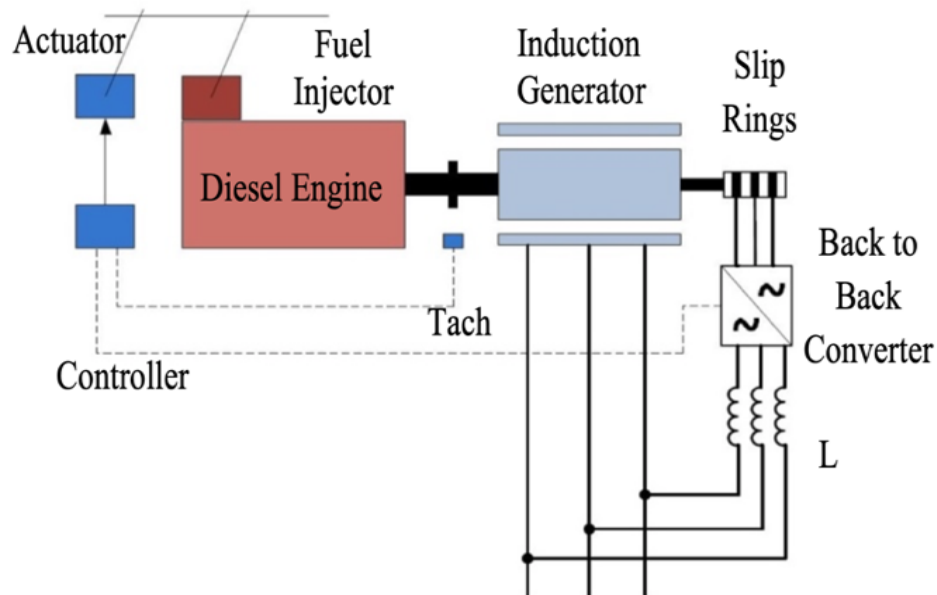 Actuator
Fuel
Injector
Induction
Generator
Slip
Rings
Diesel Engine
Back to
Back
Converter
Tach
Controller
L